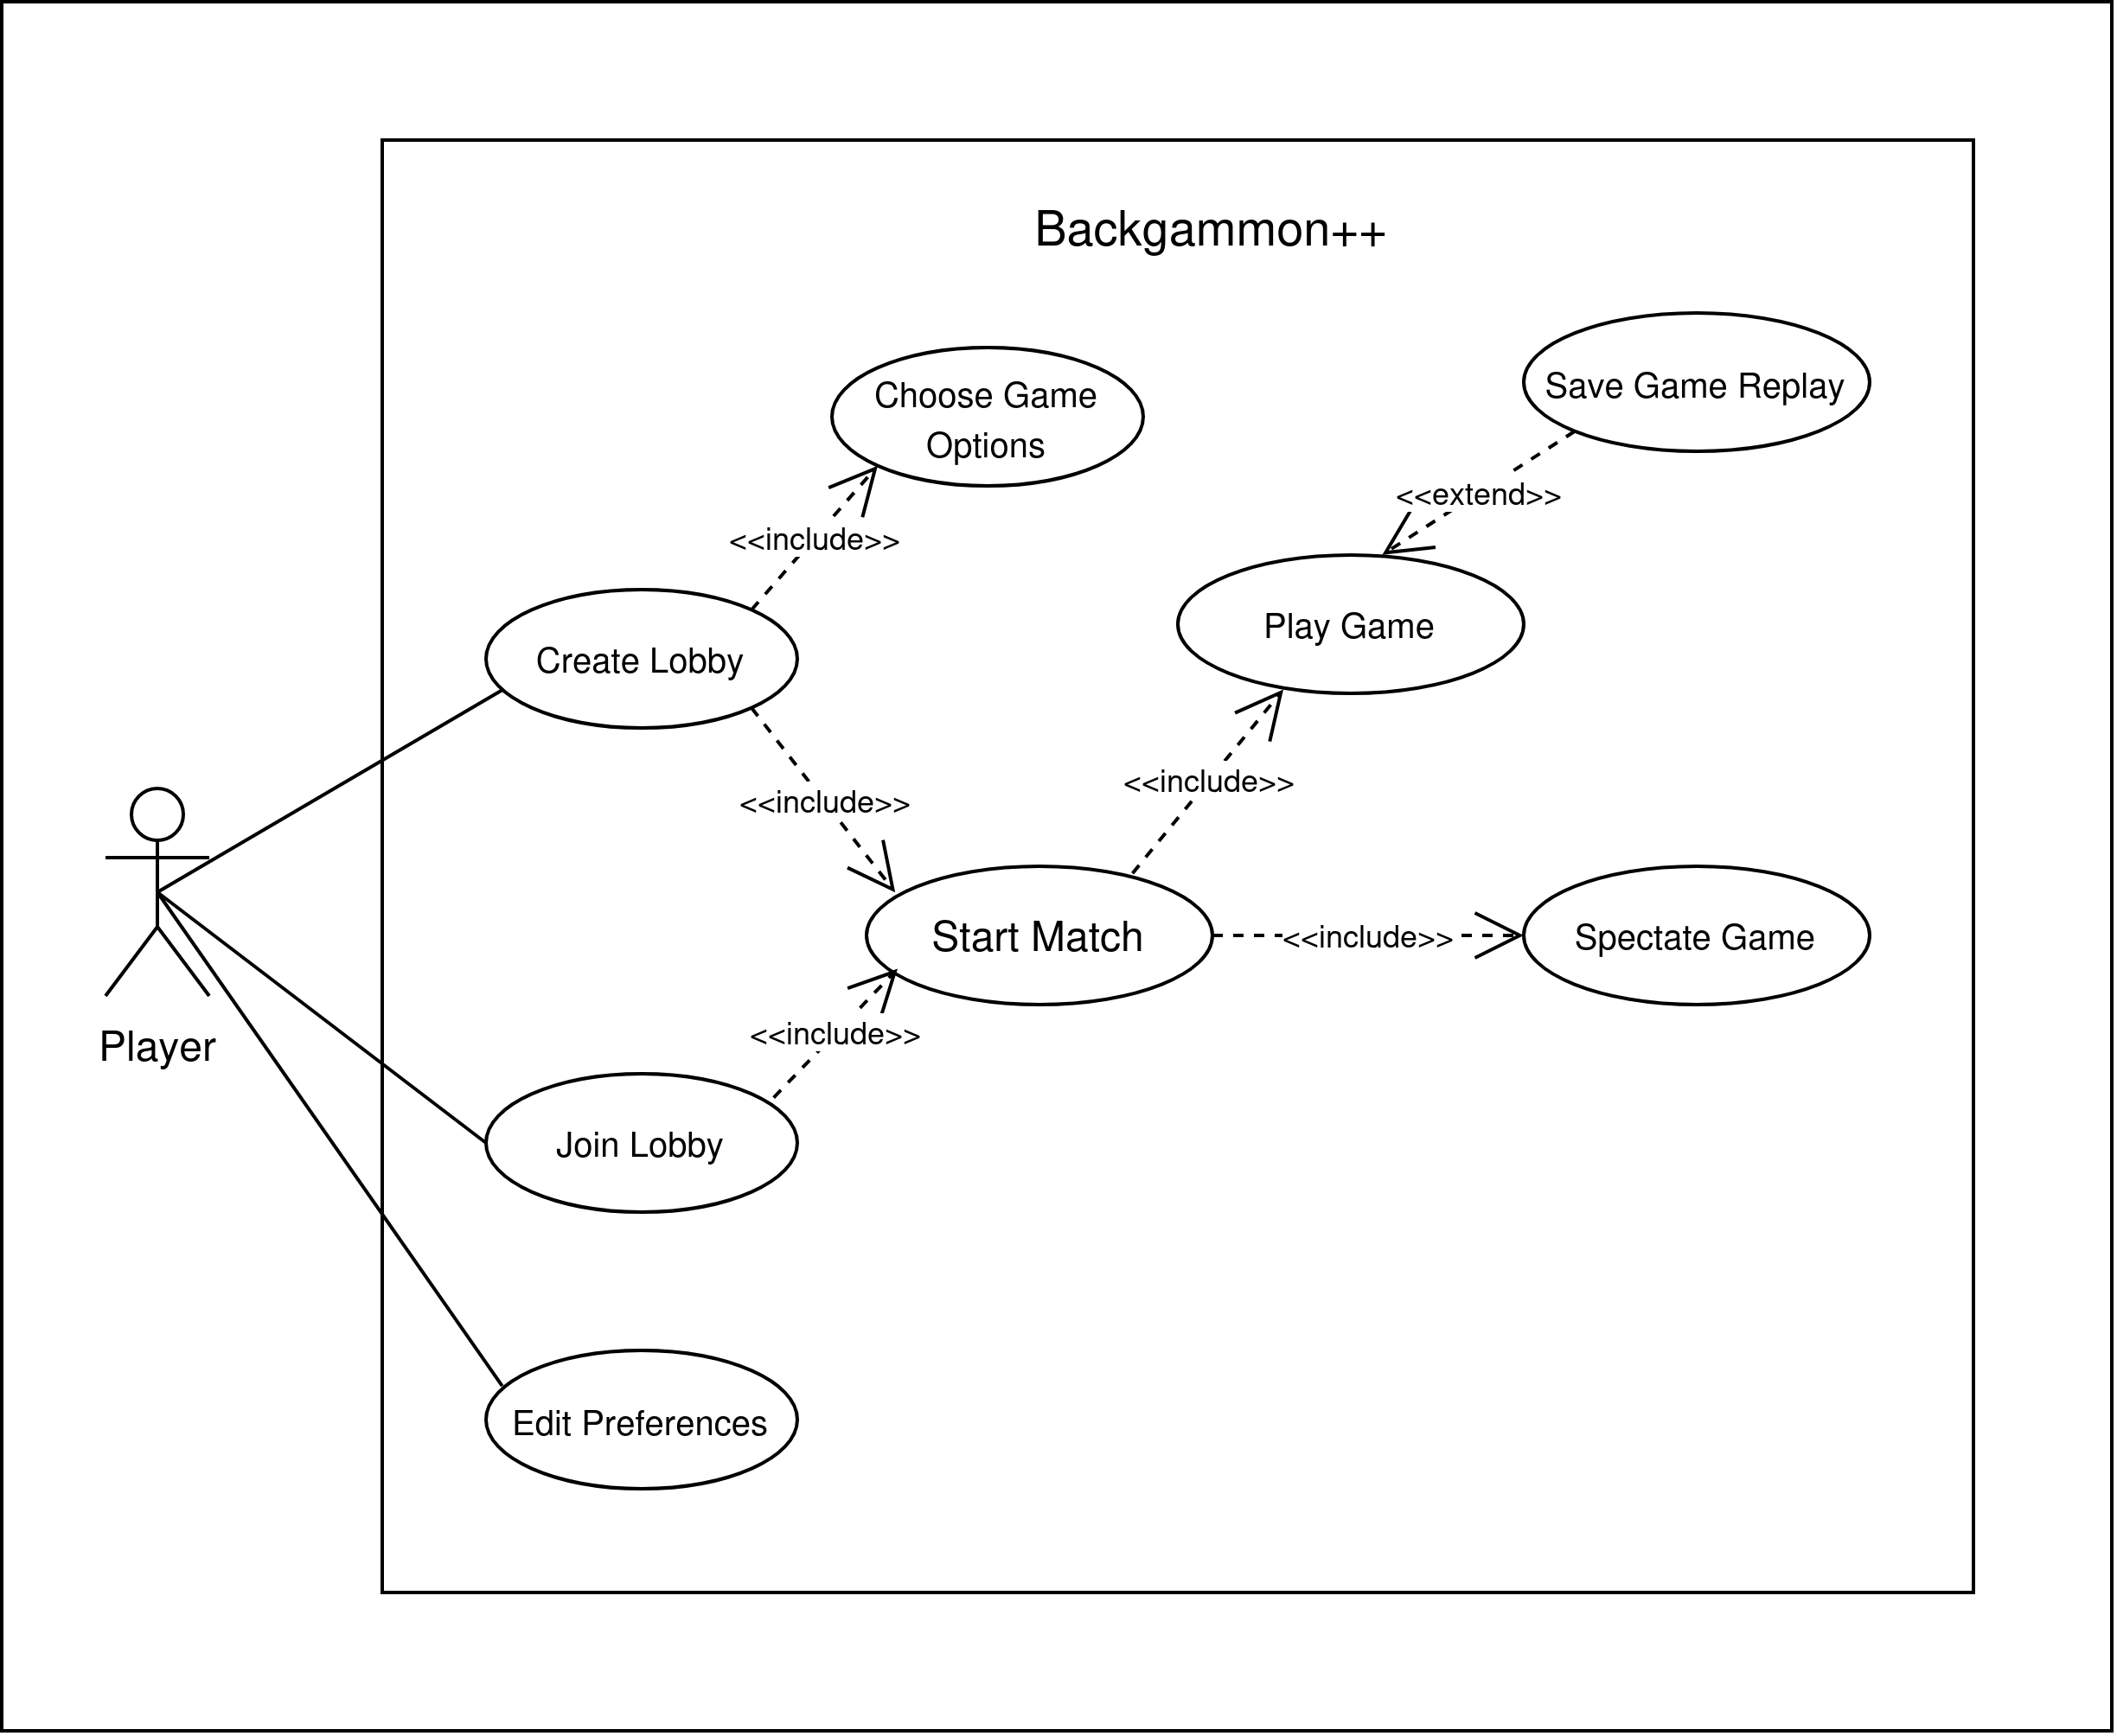 Backgammon++
Choose Game
Options
Save Game Replay
<<extend>>
<<include>>
Play Game
Create Lobby
<<include>>
<<include>>
Start Match
<<include>>
Spectate Game
<<include>>
Player
Join Lobby
Edit Preferences